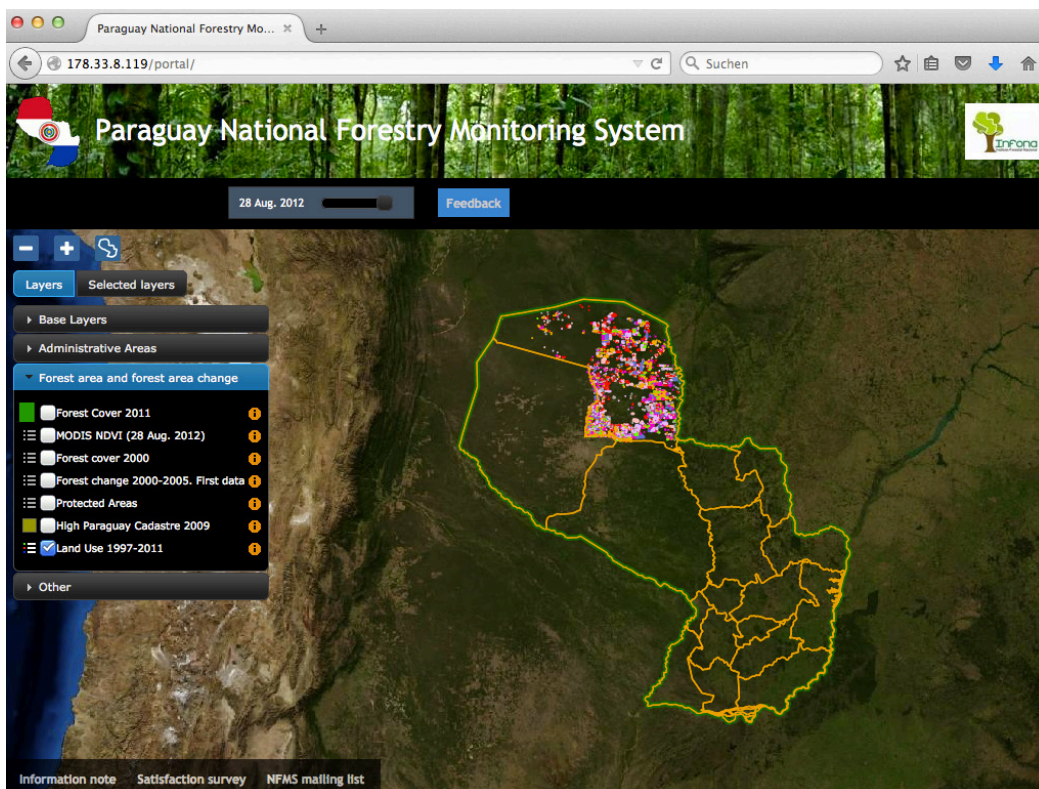 Paraguay National Forestry Mo...
178.33.8.119/portal/
Suchen
Paraguay National Forestry Monitoring System
InFona
28 Aug. 2012
Feedback
Layers
Selected layers
Base Layers
Administrative Areas
Forest area and forest area change
Forest Cover 2011
MODIS NDVI (28 Aug. 2012)
Forest cover 2000
Forest change 2000-2005. First data
Protected Areas
High Paraguay Cadastre 2009
Land Use 1997-2011
Other
Information note
Satisfaction survey
NFMS mailing list